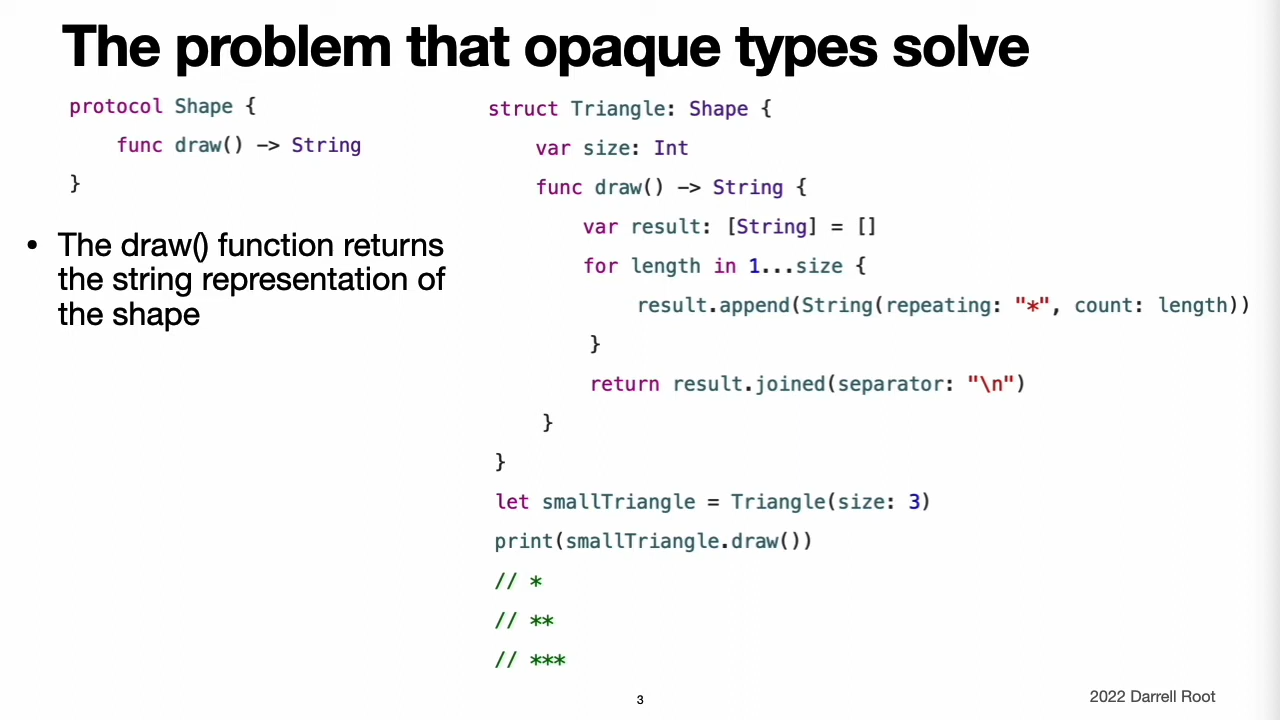 The problem that opaque types solve
protocol Shape {
func draw() -> String
}
• The draw() function returns
the string representation of
the shape
struct Triangle: Shape {
var size: Int
func draw() -> String {
var result: [String] = []
for length in 1...size {
result.append(String(repeating: "*", count: length))
}
return result.joined(separator: "\n")
}
}
let smallTriangle = Triangle(size: 3)
print(smallTriangle.draw())
// *
// **
// ***
3
2022 Darrell Root